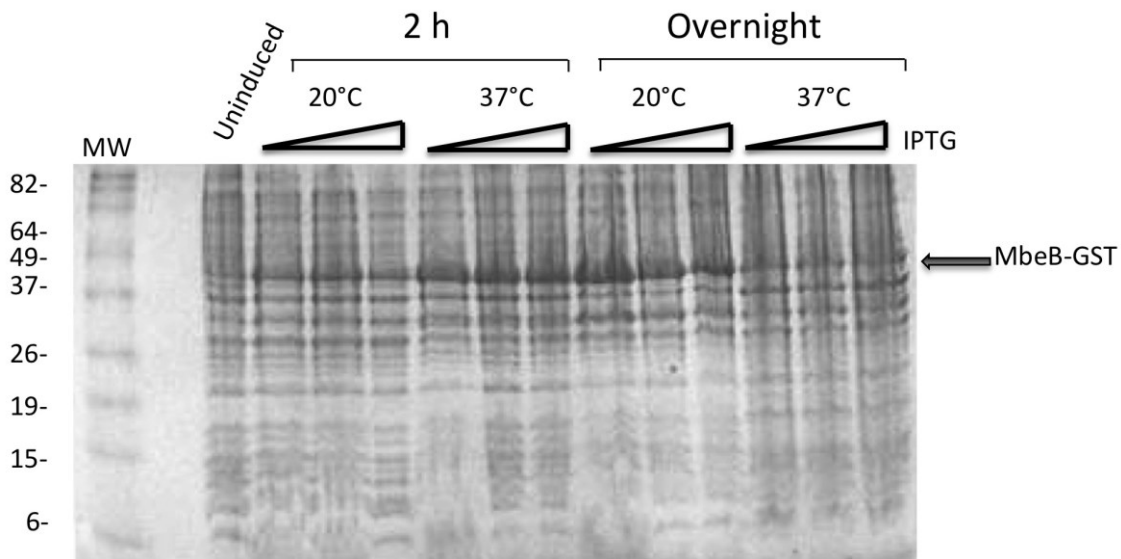 2 h
Overnight
Uninduced
20°C
37°C
20°C
37°C
MW
IPTG
82-
64-
49-
MbeB-GST
37-
26-
19-
15-
6-